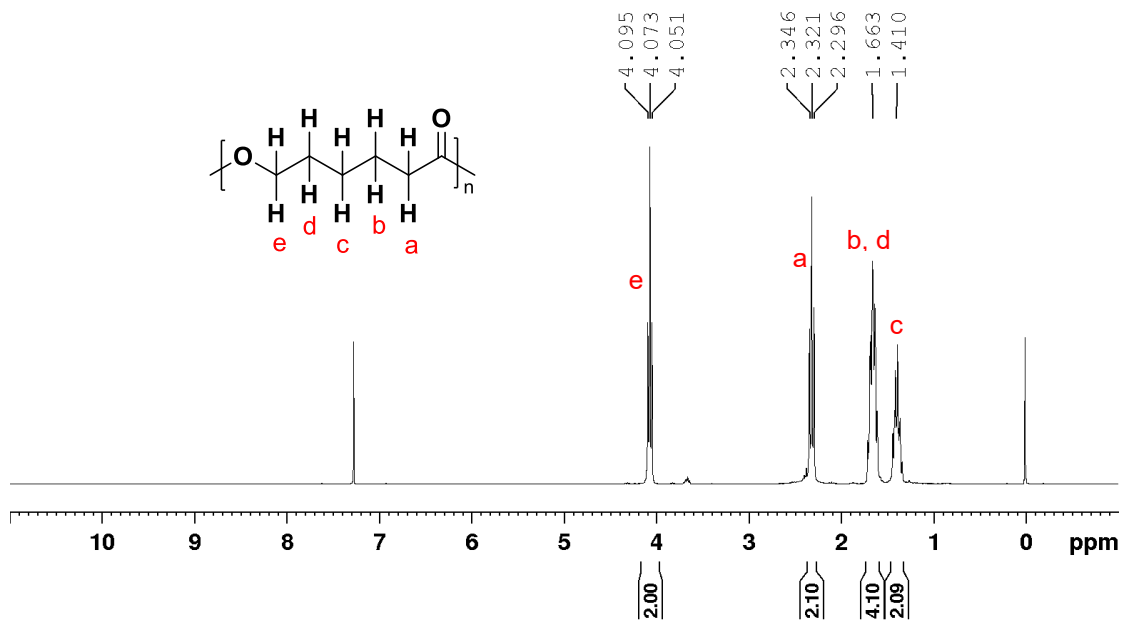 4.095
4.073
4.051
2.346
2.321
2.296
1.663
1.410
H H H H H O
O n
H H H H H
e d c b a
e
a
b, d
c
10 9 8 7 6 5 4 3 2 1 0 ppm
2.00
2.10
4.10
2.09